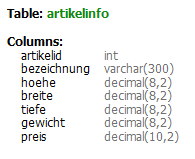 Table: artikelinfo
Columns:
artikelid int
bezeichnung varchar(300)
hoehe decimal(8,2)
breite decimal(8,2)
tiefe decimal(8,2)
gewicht decimal(8,2)
preis decimal(10,2)